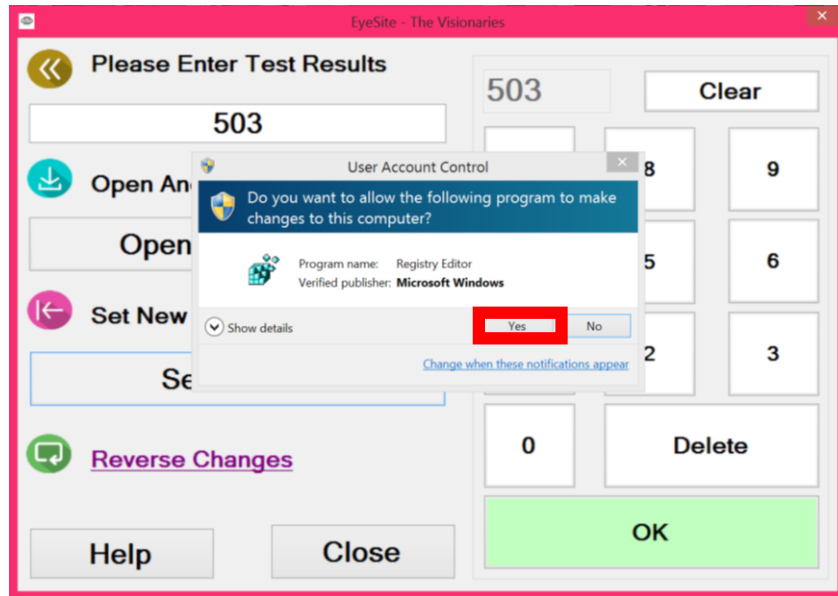 EyeSite - The Visionaries
Please Enter Test Results
503
Open An
Open
Set New
Se
Reverse Changes
Help
Close
503
Clear
8
9
5
6
2
3
0
Delete
OK
User Account Control
Do you want to allow the following program to make
changes to this computer?
Program name: Registry Editor
Verified publisher: Microsoft Windows
Show details
Yes
No
Change when these notifications appear